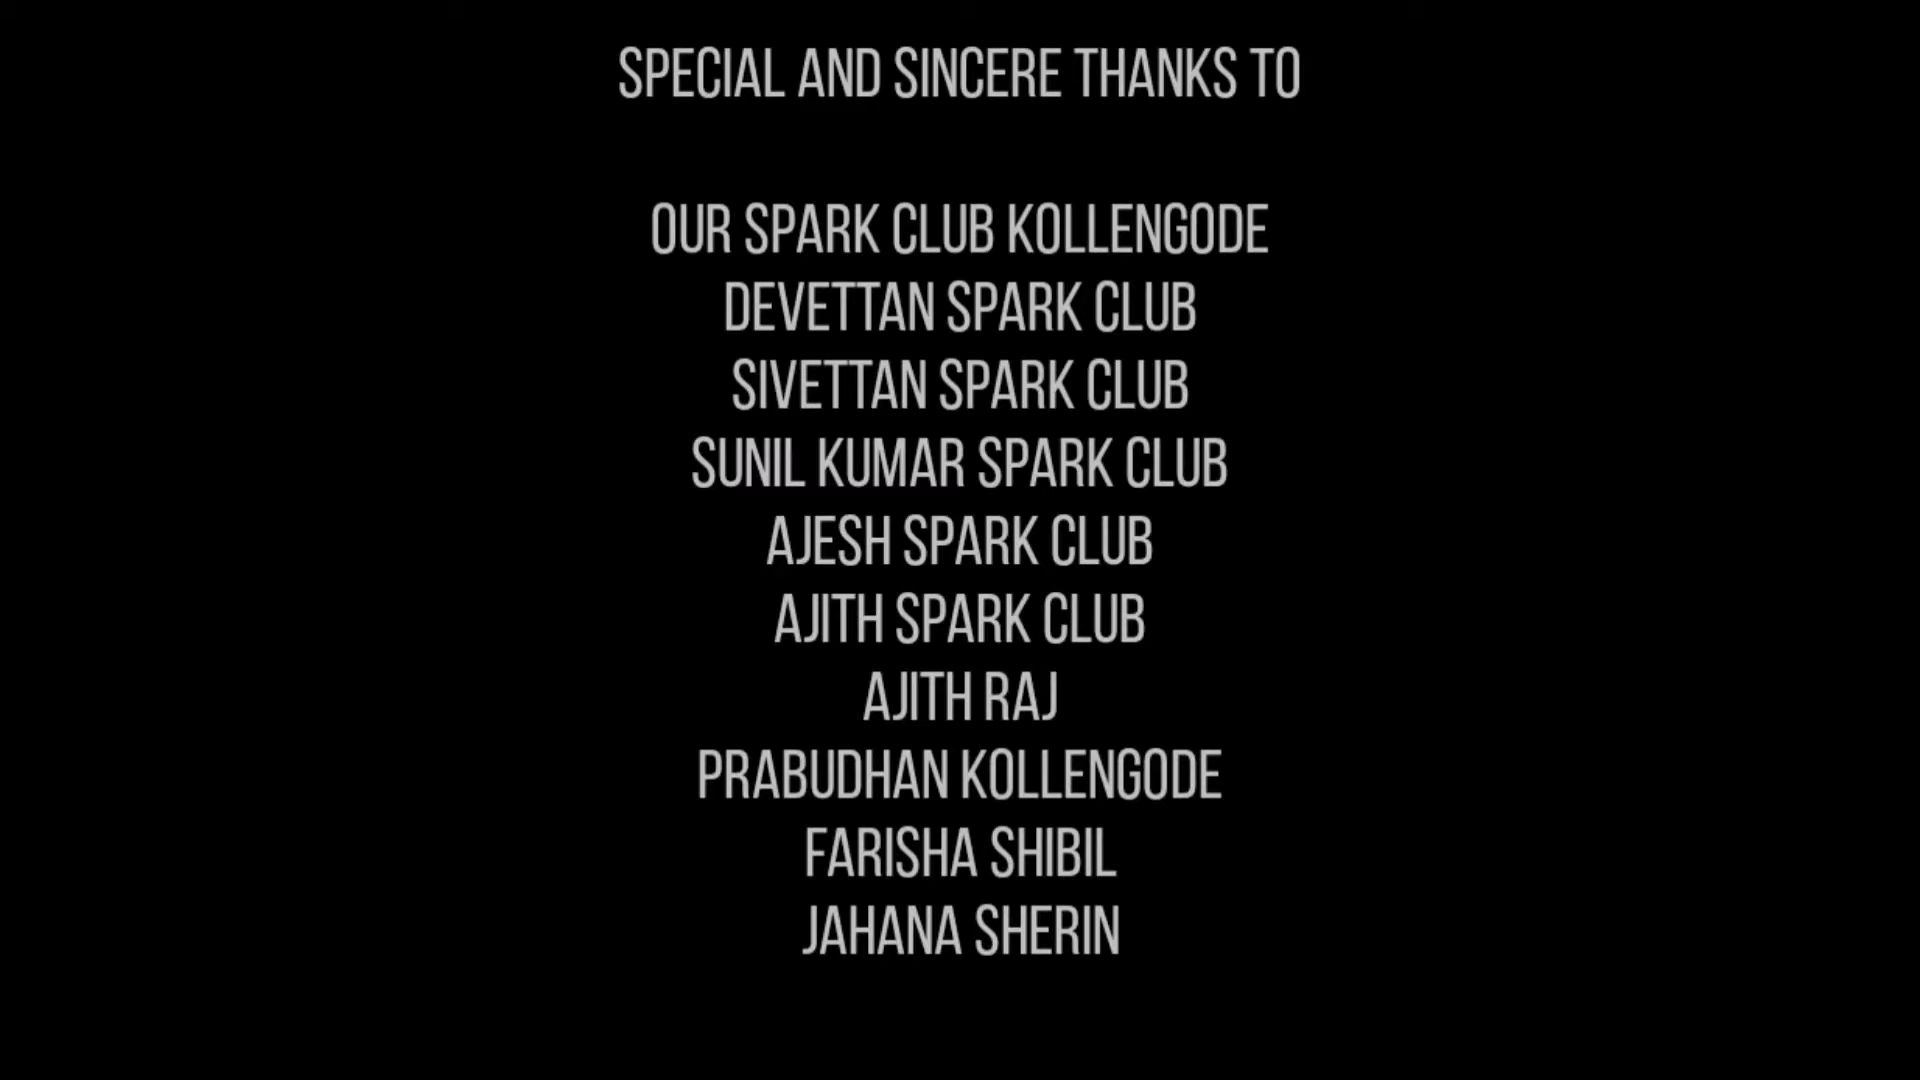 SPECIAL AND SINCERE THANKS TO
OUR SPARK CLUB KOLLENGODE
DEVETTAN SPARK CLUB
SIVETTAN SPARK CLUB
SUNIL KUMAR SPARK CLUB
AJESH SPARK CLUB
AJITH SPARK CLUB
AJITH RAJ
PRABUDHAN KOLLENGODE
FARISHA SHIBIL
JAHANA SHERIN